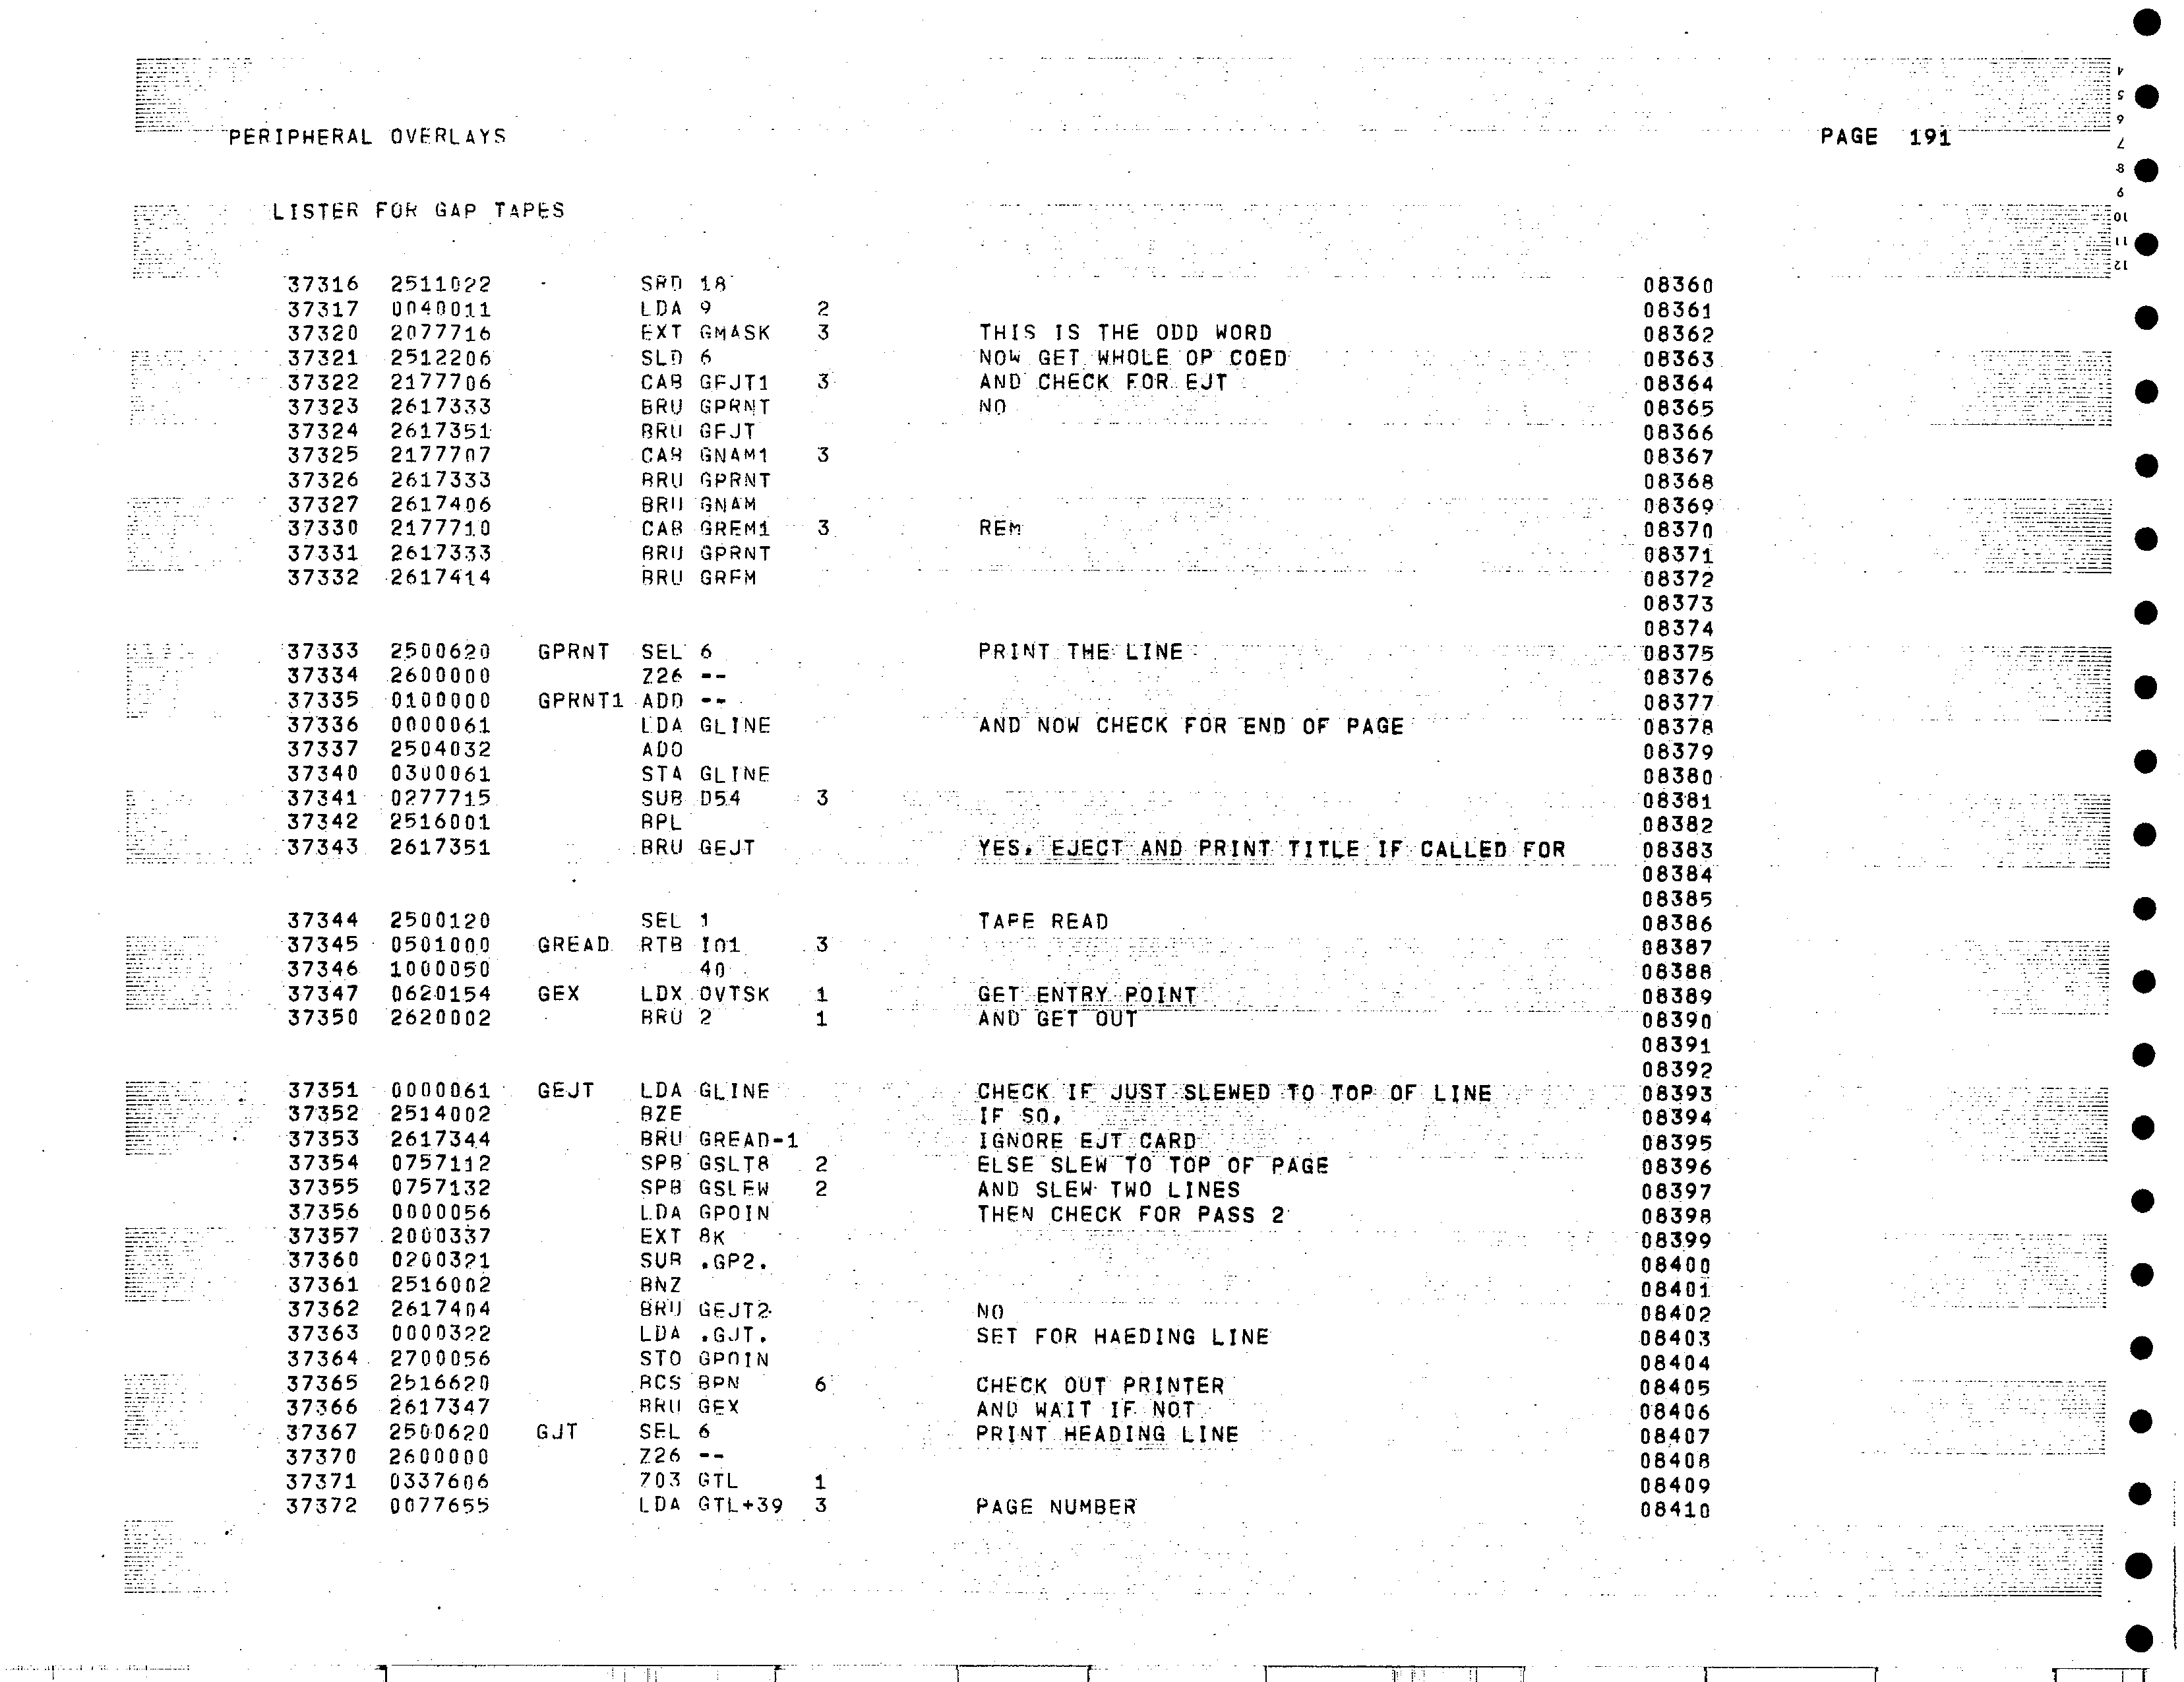 PERIPHERAL OVERLAYS PAGE 191
LISTER FOR GAP TAPES
37316 2511022 SRD 18 08360
37317 0040011 LDA 9 2 08361
37320 2077716 EXT GMASK 3 THIS IS THE ODD WORD 08362
37321 2512206 SLD 6 NOW GET WHOLE OP COED 08363
37322 2177706 CAB GEJT1 3 AND CHECK FOR EJT 08364
37323 2617333 BRU GPRNT NO 08365
37324 2617351 BRU GEJT 08366
37325 2177707 CAB GNAM1 3 08367
37326 2617333 BRU GPRNT 08368
37327 2617406 BRU GNAM 08369
37330 2177710 CAB GREM1 3 REM 08370
37331 2617333 BRU GPRNT 08371
37332 2617414 BRU GREM 08372
08373
08374
37333 2500620 GPRNT SEL 6 PRINT THE LINE 08375
37334 2600000 Z26 -- 08376
37335 0100000 GPRNT1 ADD -- 08377
37336 0000061 LDA GLINE AND NOW CHECK FOR END OF PAGE 08378
37337 2504032 ADO 08379
37340 0300061 STA GLINE 08380
37341 0277715 SUB D54 3 08381
37342 2516001 BPL 08382
37343 2617351 BRU GEJT YES, EJECT AND PRINT TITLE IF CALLED FOR 08383
08384
08385
37344 2500120 SEL 1 TAPE READ 08386
37345 0501000 GREAD RTB IO1 3 08387
37346 1000050 40 08388
37347 0620154 GEX LDX OVTSK 1 GET ENTRY POINT 08389
37350 2620002 BRU 2 1 AND GET OUT 08390
08391
08392
37351 0000061 GEJT LDA GLINE CHECK IF JUST SLEWED TO TOP OF LINE 08393
37352 2514002 BZE IF SO, 08394
37353 2617344 BRU GREAD-1 IGNORE EJT CARD 08395
37354 0757112 SPB GSLT8 2 ELSE SLEW TO TOP OF PAGE 08396
37355 0757132 SPB GSLEW 2 AND SLEW TWO LINES 08397
37356 0000056 LDA GPOIN THEN CHECK FOR PASS 2 08398
37357 2000337 EXT 8K 08399
37360 0200321 SUB .GP2. 08400
37361 2516002 BNZ 08401
37362 2617404 BRU GEJT2 NO 08402
37363 0000322 LDA .GJT. SET FOR HAEDING LINE 08403
37364 2700056 STO GPOIN 08404
37365 2516620 BCS BPN 6 CHECK OUT PRINTER 08405
37366 2617347 BRU GEX AND WAIT IF NOT 08406
37367 2500620 GJT SEL 6 PRINT HEADING LINE 08407
37370 2600000 Z26 -- 08408
37371 0337606 Z03 GTL 1 08409
37372 0077655 LDA GTL+39 3 PAGE NUMBER 08410
4
5
6
7
8
9
10
11
12